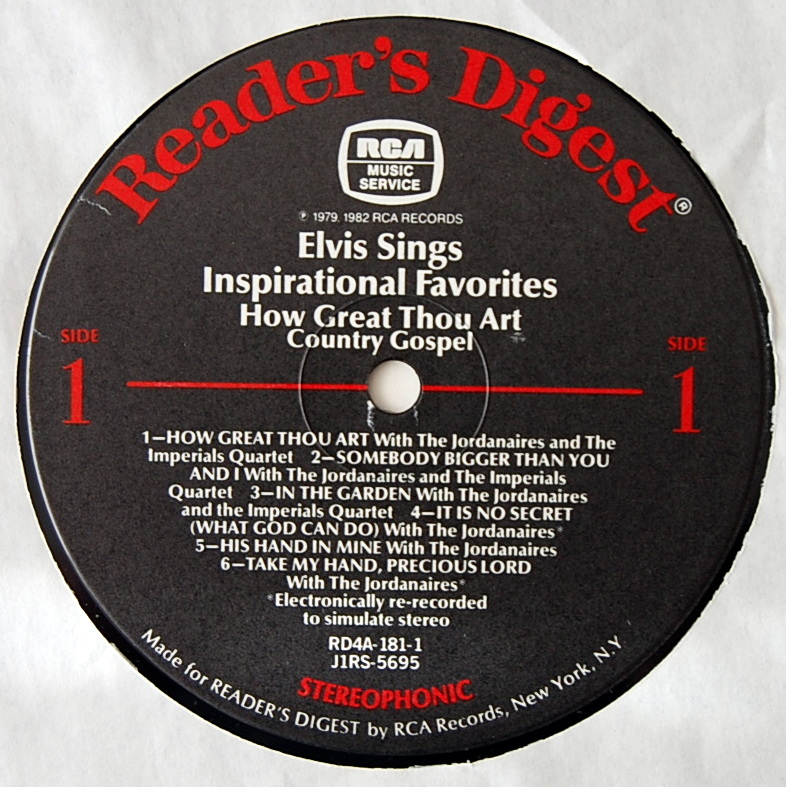 Reader's Digest®
RCA
MUSIC
SERVICE
℗ 1979, 1982 RCA RECORDS
Elvis Sings
Inspirational Favorites
How Great Thou Art
Country Gospel
SIDE
1
SIDE
1
1—HOW GREAT THOU ART With The Jordanaires and The
Imperials Quartet 2—SOMEBODY BIGGER THAN YOU
AND I With The Jordanaires and The Imperials
Quartet 3—IN THE GARDEN With The Jordanaires
and the Imperials Quartet 4—IT IS NO SECRET
(WHAT GOD CAN DO) With The Jordanaires*
5—HIS HAND IN MINE With The Jordanaires
6—TAKE MY HAND, PRECIOUS LORD
With The Jordanaires*
*Electronically re-recorded
to simulate stereo
RD4A-181-1
J1RS-5695
STEREOPHONIC
Made for READER'S DIGEST by RCA Records, New York, N.Y